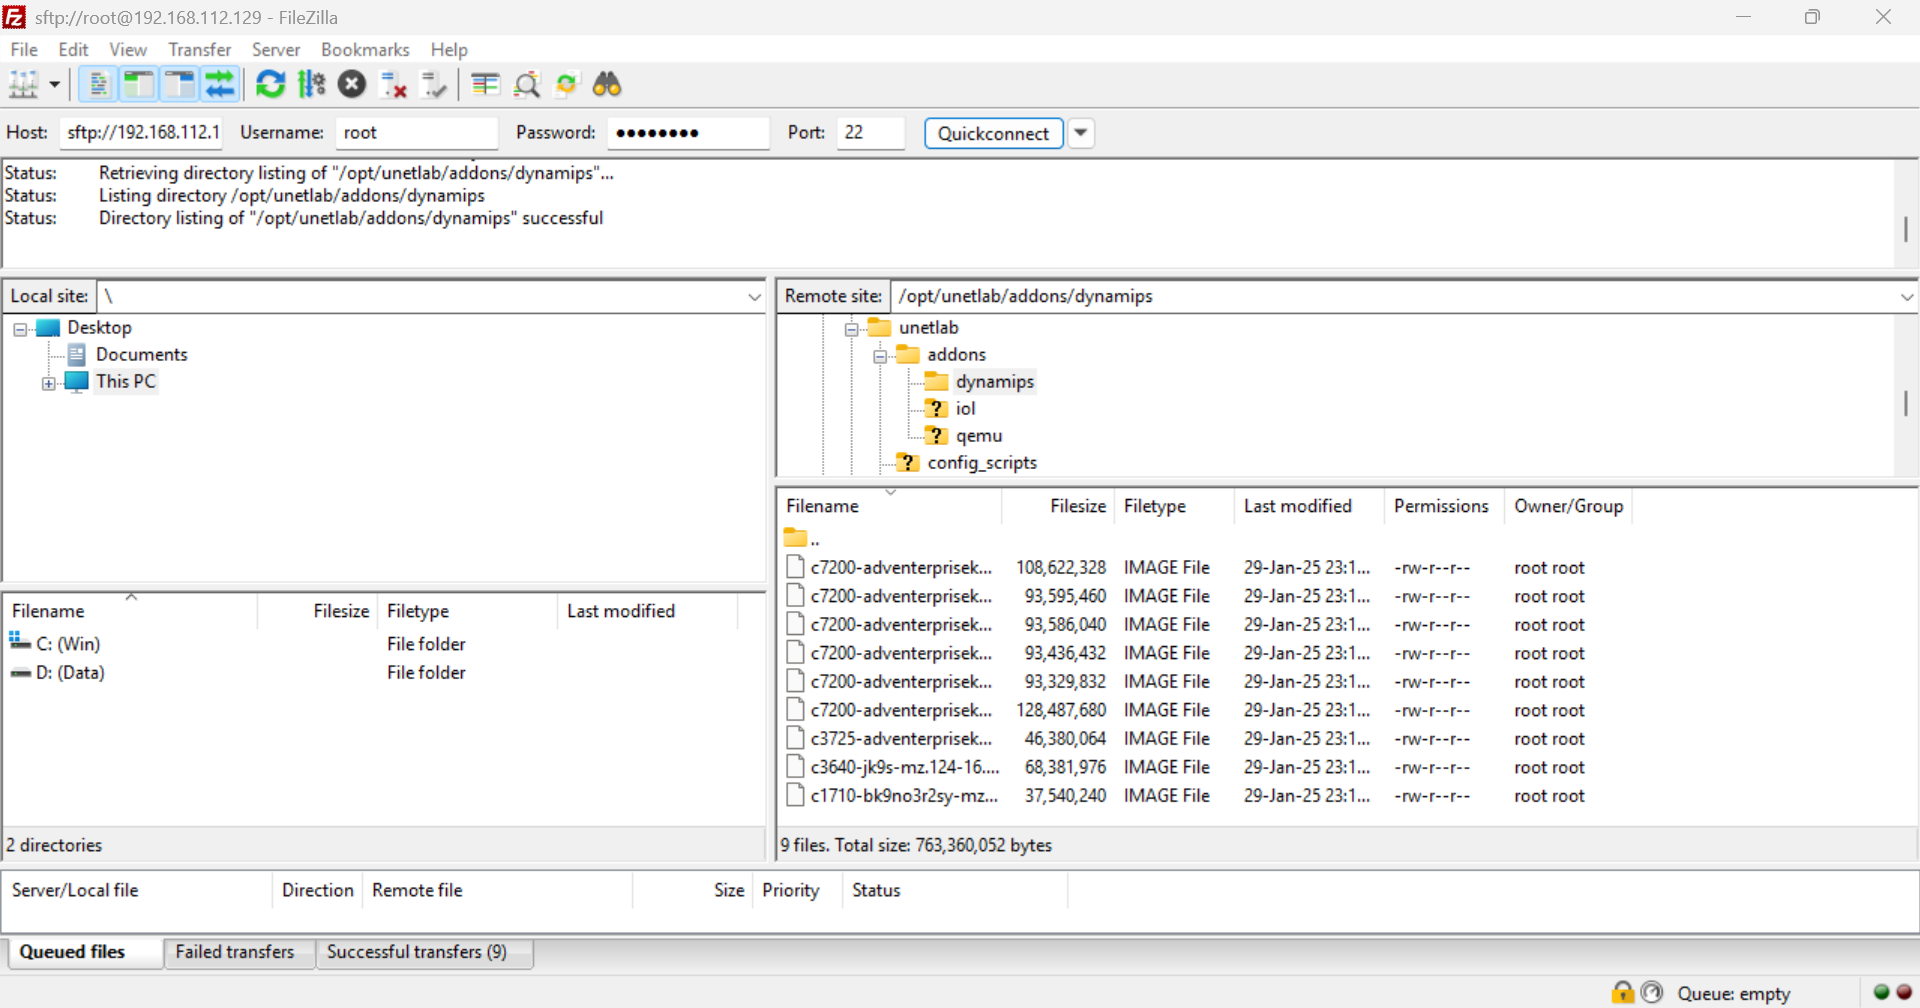 sftp://root@192.168.112.129 - FileZilla
File Edit View Transfer Server Bookmarks Help
Host: sftp://192.168.112.1 Username: root Password: ●●●●●●●● Port: 22 Quickconnect
Status: Retrieving directory listing of "/opt/unetlab/addons/dynamips"...
Status: Listing directory /opt/unetlab/addons/dynamips
Status: Directory listing of "/opt/unetlab/addons/dynamips" successful
Local site: \
Desktop
Documents
This PC
Filename Filesize Filetype Last modified
C: (Win) File folder
D: (Data) File folder
2 directories
Remote site: /opt/unetlab/addons/dynamips
unetlab
addons
dynamips
? iol
? qemu
? config_scripts
Filename Filesize Filetype Last modified Permissions Owner/Group
..
c7200-adventerprisek... 108,622,328 IMAGE File 29-Jan-25 23:1... -rw-r--r-- root root
c7200-adventerprisek... 93,595,460 IMAGE File 29-Jan-25 23:1... -rw-r--r-- root root
c7200-adventerprisek... 93,586,040 IMAGE File 29-Jan-25 23:1... -rw-r--r-- root root
c7200-adventerprisek... 93,436,432 IMAGE File 29-Jan-25 23:1... -rw-r--r-- root root
c7200-adventerprisek... 93,329,832 IMAGE File 29-Jan-25 23:1... -rw-r--r-- root root
c7200-adventerprisek... 128,487,680 IMAGE File 29-Jan-25 23:1... -rw-r--r-- root root
c3725-adventerprisek... 46,380,064 IMAGE File 29-Jan-25 23:1... -rw-r--r-- root root
c3640-jk9s-mz.124-16.... 68,381,976 IMAGE File 29-Jan-25 23:1... -rw-r--r-- root root
c1710-bk9no3r2sy-mz... 37,540,240 IMAGE File 29-Jan-25 23:1... -rw-r--r-- root root
9 files. Total size: 763,360,052 bytes
Server/Local file Direction Remote file Size Priority Status
Queued files Failed transfers Successful transfers (9)
Queue: empty